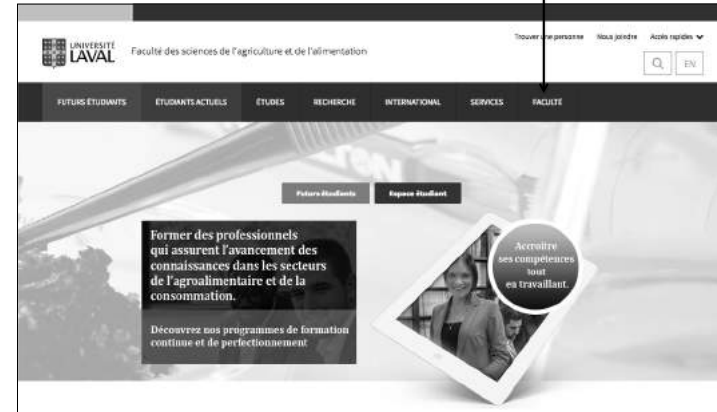 Trouver une personne Nous joindre Accès rapides
UNIVERSITÉ
LAVAL
Faculté des sciences de l'agriculture et de l'alimentation
EN
FUTURS ÉTUDIANTS ÉTUDIANTS ACTUELS ÉTUDES RECHERCHE INTERNATIONAL SERVICES FACULTÉ
Futurs étudiants Espace étudiant
Former des professionnels
qui assurent l'avancement des
connaissances dans les secteurs
de l'agroalimentaire et de la
consommation.
Découvrez nos programmes de formation
continue et de perfectionnement
Accroître
ses compétences
tout
en travaillant.